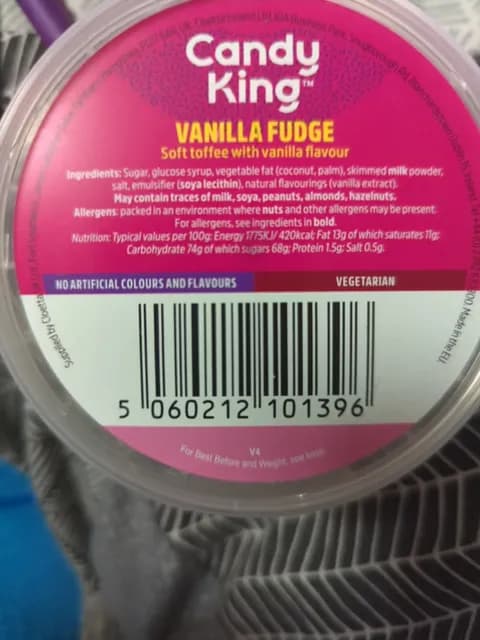 Candy
King™
VANILLA FUDGE
Soft toffee with vanilla flavour
Ingredients: Sugar, glucose syrup, vegetable fat (coconut, palm), skimmed milk powder,
salt, emulsifier (soya lecithin), natural flavourings (vanilla extract).
May contain traces of milk, soya, peanuts, almonds, hazelnuts.
Allergens: packed in an environment where nuts and other allergens may be present.
For allergens, see ingredients in bold.
Nutrition: Typical values per 100g: Energy 1775KJ/ 420kcal; Fat 13g of which saturates 11g;
Carbohydrate 74g of which sugars 68g; Protein 1.5g; Salt 0.5g.
NO ARTIFICIAL COLOURS AND FLAVOURS
VEGETARIAN
Supplied by Cloetta
Made in the EU.
5 060212 101396
V4
For Best Before and Weight, see